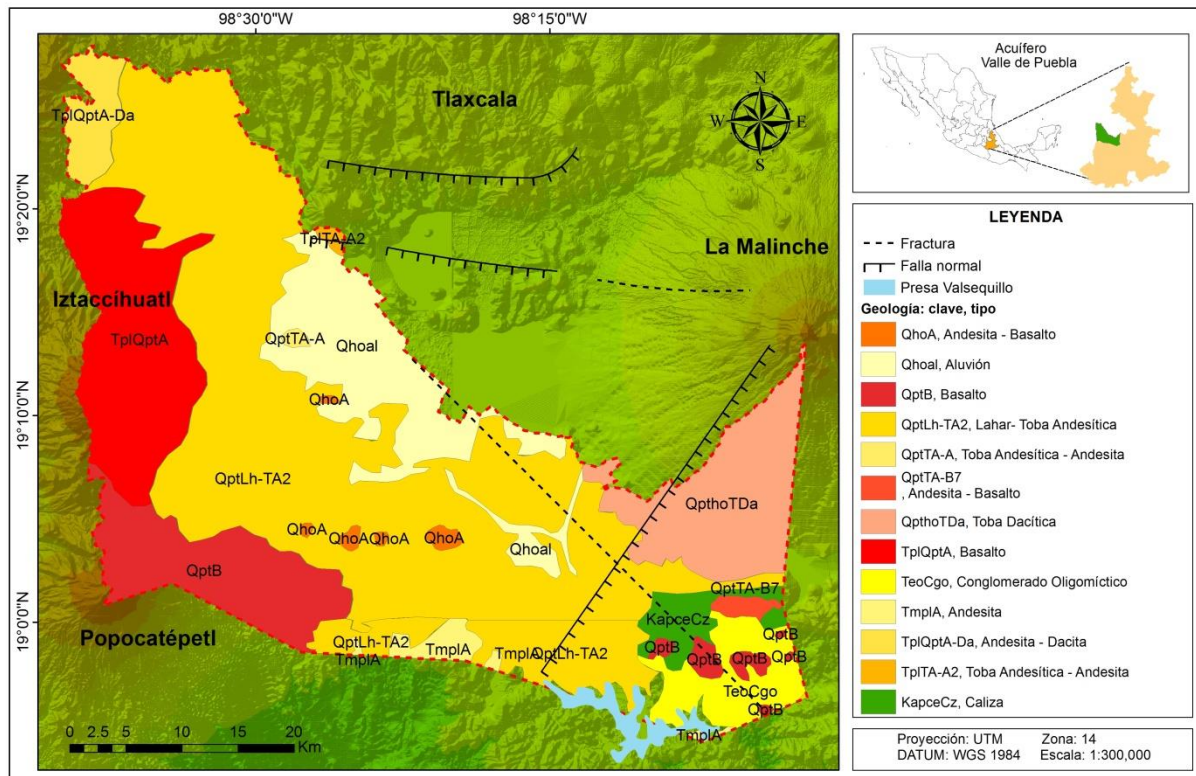 98°30'0"W
98°15'0"W
19°20'0"N
19°10'0"N
19°0'0"N
Tlaxcala
N
W
E
S
TplQptA-Da
TplTA-A2
La Malinche
Iztaccíhuatl
TplQptA
QptTA-A
Qhoal
QhoA
QptLh-TA2
QpthoTDa
QhoA
QhoA
QhoA
QhoA
Qhoal
QptB
QptTA-B7
KapceCz
Popocatépetl
QptLh-TA2
TmplA
TmplA
TmplA
QptLh-TA2
QptB
QptB
QptB
QptB
QptB
TeoCgo
QptB
TmplA
0 2.5 5 10 15 20
Km
Acuífero
Valle de Puebla
LEYENDA
Fractura
Falla normal
Presa Valsequillo
Geología: clave, tipo
QhoA, Andesita - Basalto
Qhoal, Aluvión
QptB, Basalto
QptLh-TA2, Lahar- Toba Andesítica
QptTA-A, Toba Andesítica - Andesita
QptTA-B7
, Andesita - Basalto
QpthoTDa, Toba Dacítica
TplQptA, Basalto
TeoCgo, Conglomerado Oligomíctico
TmplA, Andesita
TplQptA-Da, Andesita - Dacita
TplTA-A2, Toba Andesítica - Andesita
KapceCz, Caliza
Proyección: UTM Zona: 14
DATUM: WGS 1984 Escala: 1:300,000